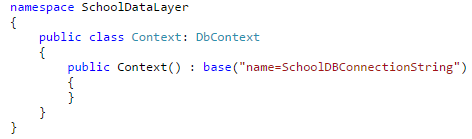 namespace SchoolDataLayer
{
    public class Context: DbContext
    {
        public Context() : base("name=SchoolDBConnectionString")
        {
        }
    }
}